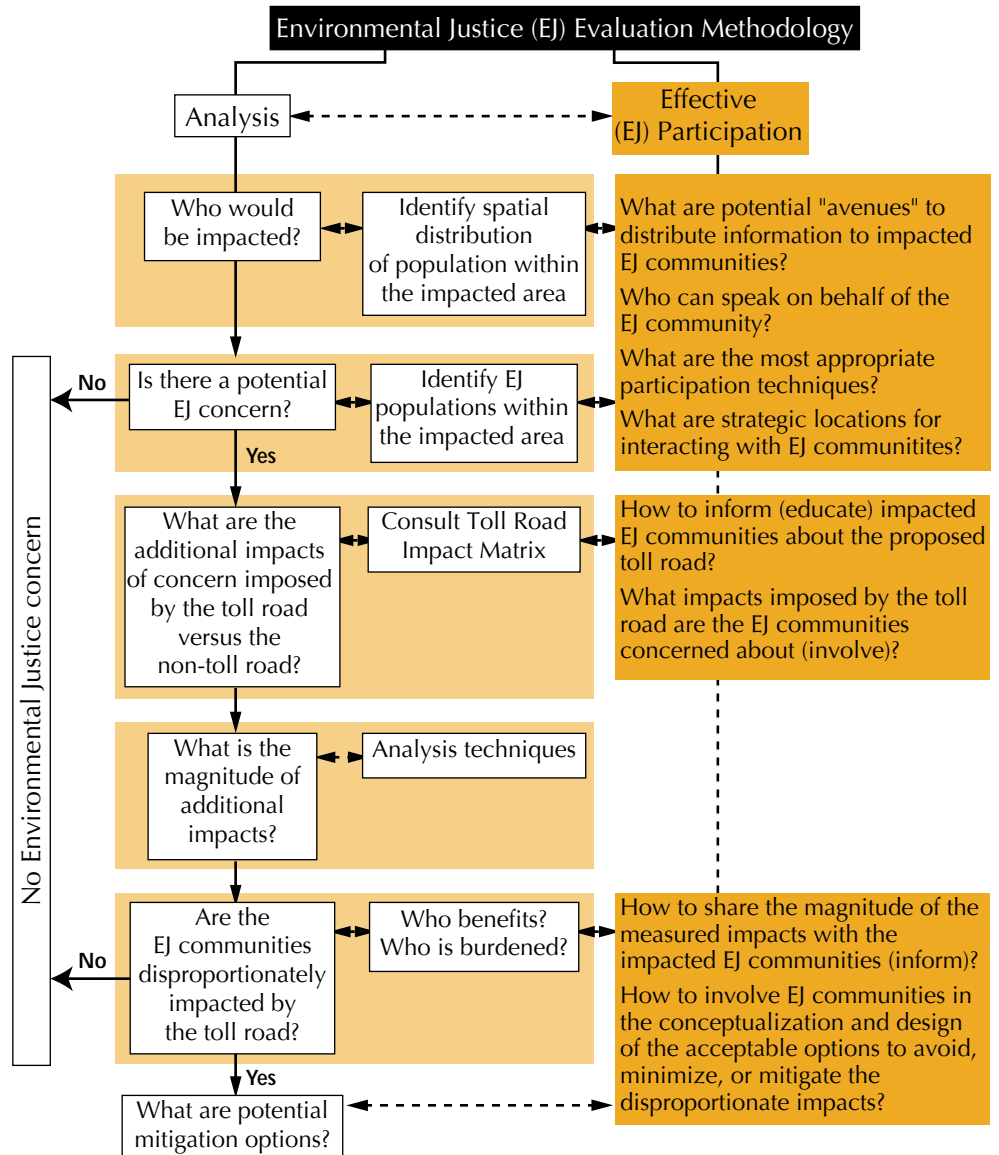 Environmental Justice (EJ) Evaluation Methodology
Analysis
Effective
(EJ) Participation
Who would
be impacted?
Identify spatial
distribution
of population within
the impacted area
What are potential "avenues" to
distribute information to impacted
EJ communities?
Who can speak on behalf of the
EJ community?
What are the most appropriate
participation techniques?
What are strategic locations for
interacting with EJ communitites?
No Environmental Justice concern
No
Is there a potential
EJ concern?
Identify EJ
populations within
the impacted area
Yes
What are the
additional impacts
of concern imposed
by the toll road
versus the
non-toll road?
Consult Toll Road
Impact Matrix
How to inform (educate) impacted
EJ communities about the proposed
toll road?
What impacts imposed by the toll
road are the EJ communities
concerned about (involve)?
What is the
magnitude of
additional
impacts?
Analysis techniques
No
Are the
EJ communities
disproportionately
impacted by
the toll road?
Who benefits?
Who is burdened?
How to share the magnitude of the
measured impacts with the
impacted EJ communities (inform)?
How to involve EJ communities in
the conceptualization and design
of the acceptable options to avoid,
minimize, or mitigate the
disproportionate impacts?
Yes
What are potential
mitigation options?